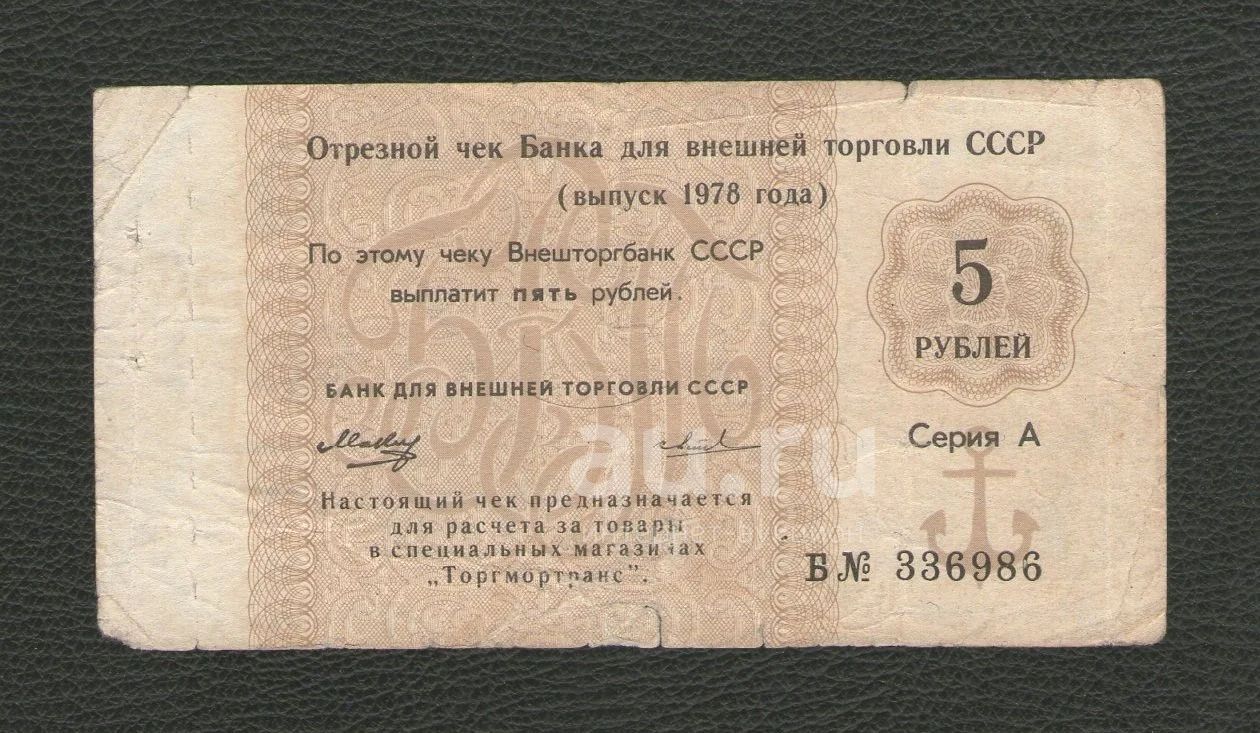 Отрезной чек Банка для внешней торговли СССР
(выпуск 1978 года)
По этому чеку Внешторгбанк СССР
выплатит пять рублей.
5
РУБЛЕЙ
БАНК ДЛЯ ВНЕШНЕЙ ТОРГОВЛИ СССР
Серия А
Настоящий чек предназначается
для расчета за товары
в специальных магазинах
„Торгмортранс".
Б № 336986
au.ru